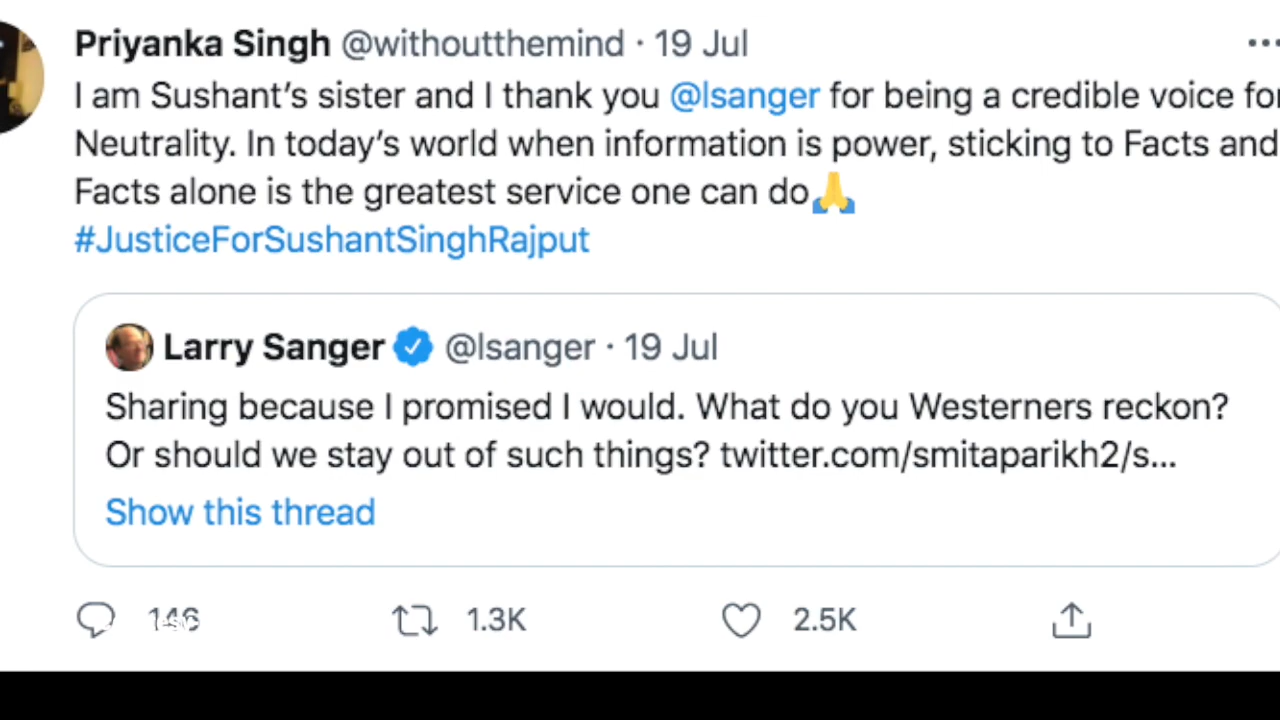 Priyanka Singh @withoutthemind · 19 Jul
I am Sushant's sister and I thank you @lsanger for being a credible voice for
Neutrality. In today's world when information is power, sticking to Facts and
Facts alone is the greatest service one can do🙏
#JusticeForSushantSinghRajput
Larry Sanger @lsanger · 19 Jul
Sharing because I promised I would. What do you Westerners reckon?
Or should we stay out of such things? twitter.com/smitaparikh2/s...
Show this thread
146 1.3K 2.5K